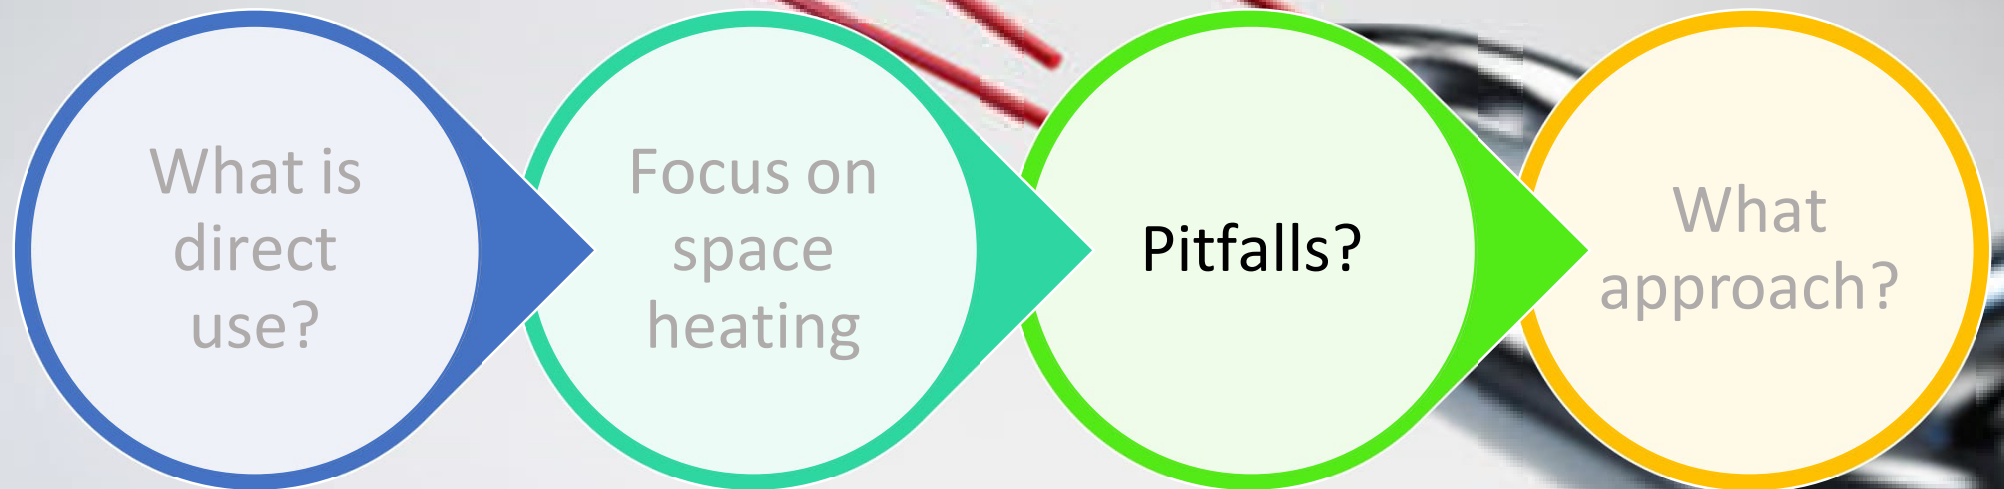 What is
direct
use?
Focus on
space
heating
Pitfalls?
What
approach?